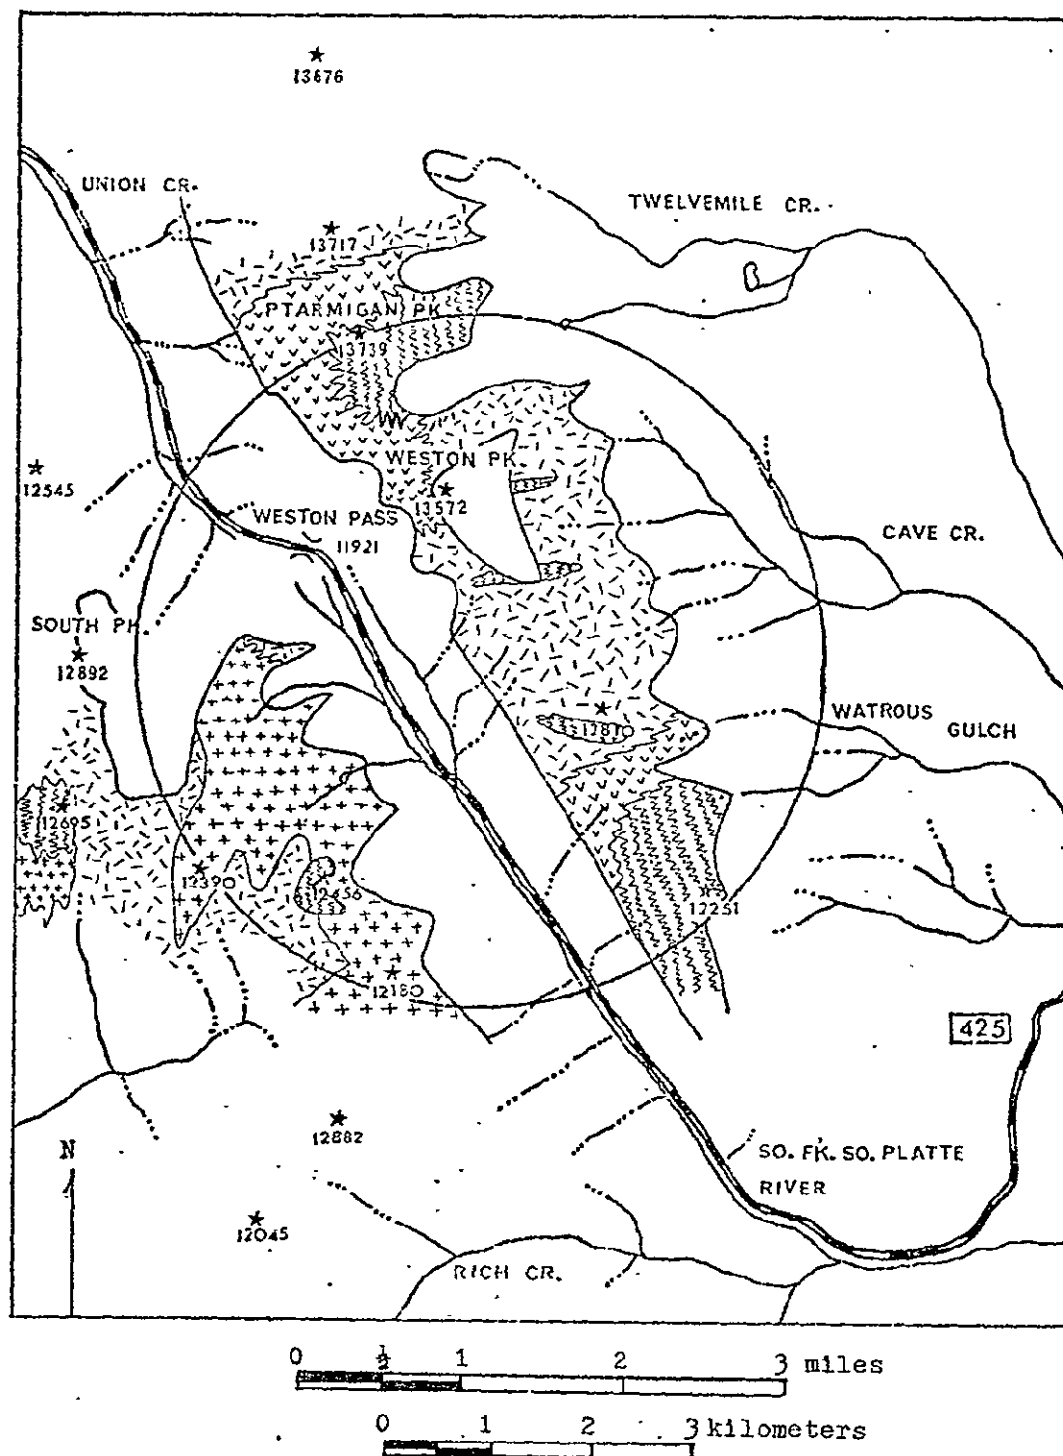 13676
UNION CR.
TWELVEMILE CR.
13717
PTARMIGAN PK
13739
WESTON PK
12545
13572
WESTON PASS
11921
CAVE CR.
SOUTH PK.
12892
WATROUS
GULCH
12810
12695
12390
12456
12251
12180
425
12882
N
SO. FK. SO. PLATTE
RIVER
12045
RICH CR.
0 ½ 1 2 3 miles
0 1 2 3 kilometers